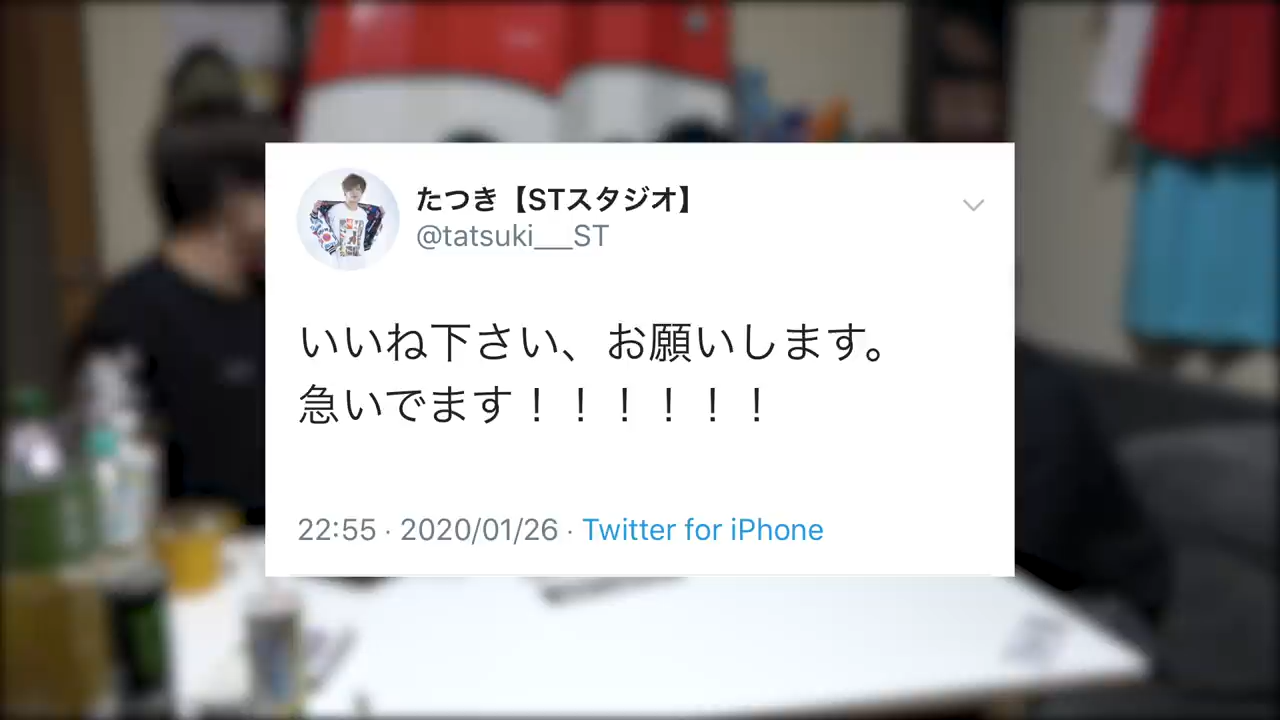 たつき【STスタジオ】
@tatsuki___ST
いいね下さい、お願いします。
急いでます！！！！！！
22:55 · 2020/01/26 · Twitter for iPhone